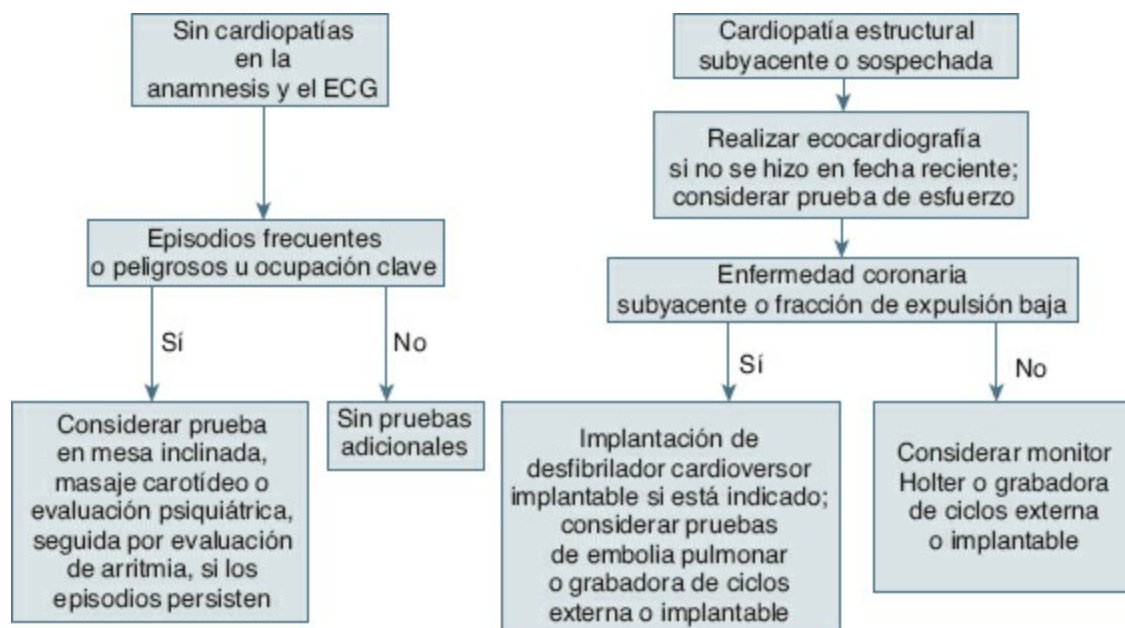 Sin cardiopatías
en la
anamnesis y el ECG
Episodios frecuentes
o peligrosos u ocupación clave
Sí
No
Considerar prueba
en mesa inclinada,
masaje carotídeo o
evaluación psiquiátrica,
seguida por evaluación
de arritmia, si los
episodios persisten
Sin pruebas
adicionales
Cardiopatía estructural
subyacente o sospechada
Realizar ecocardiografía
si no se hizo en fecha reciente;
considerar prueba de esfuerzo
Enfermedad coronaria
subyacente o fracción de expulsión baja
Sí
No
Implantación de
desfibrilador cardioversor
implantable si está indicado;
considerar pruebas
de embolia pulmonar
o grabadora de ciclos
externa o implantable
Considerar monitor
Holter o grabadora
de ciclos externa
o implantable